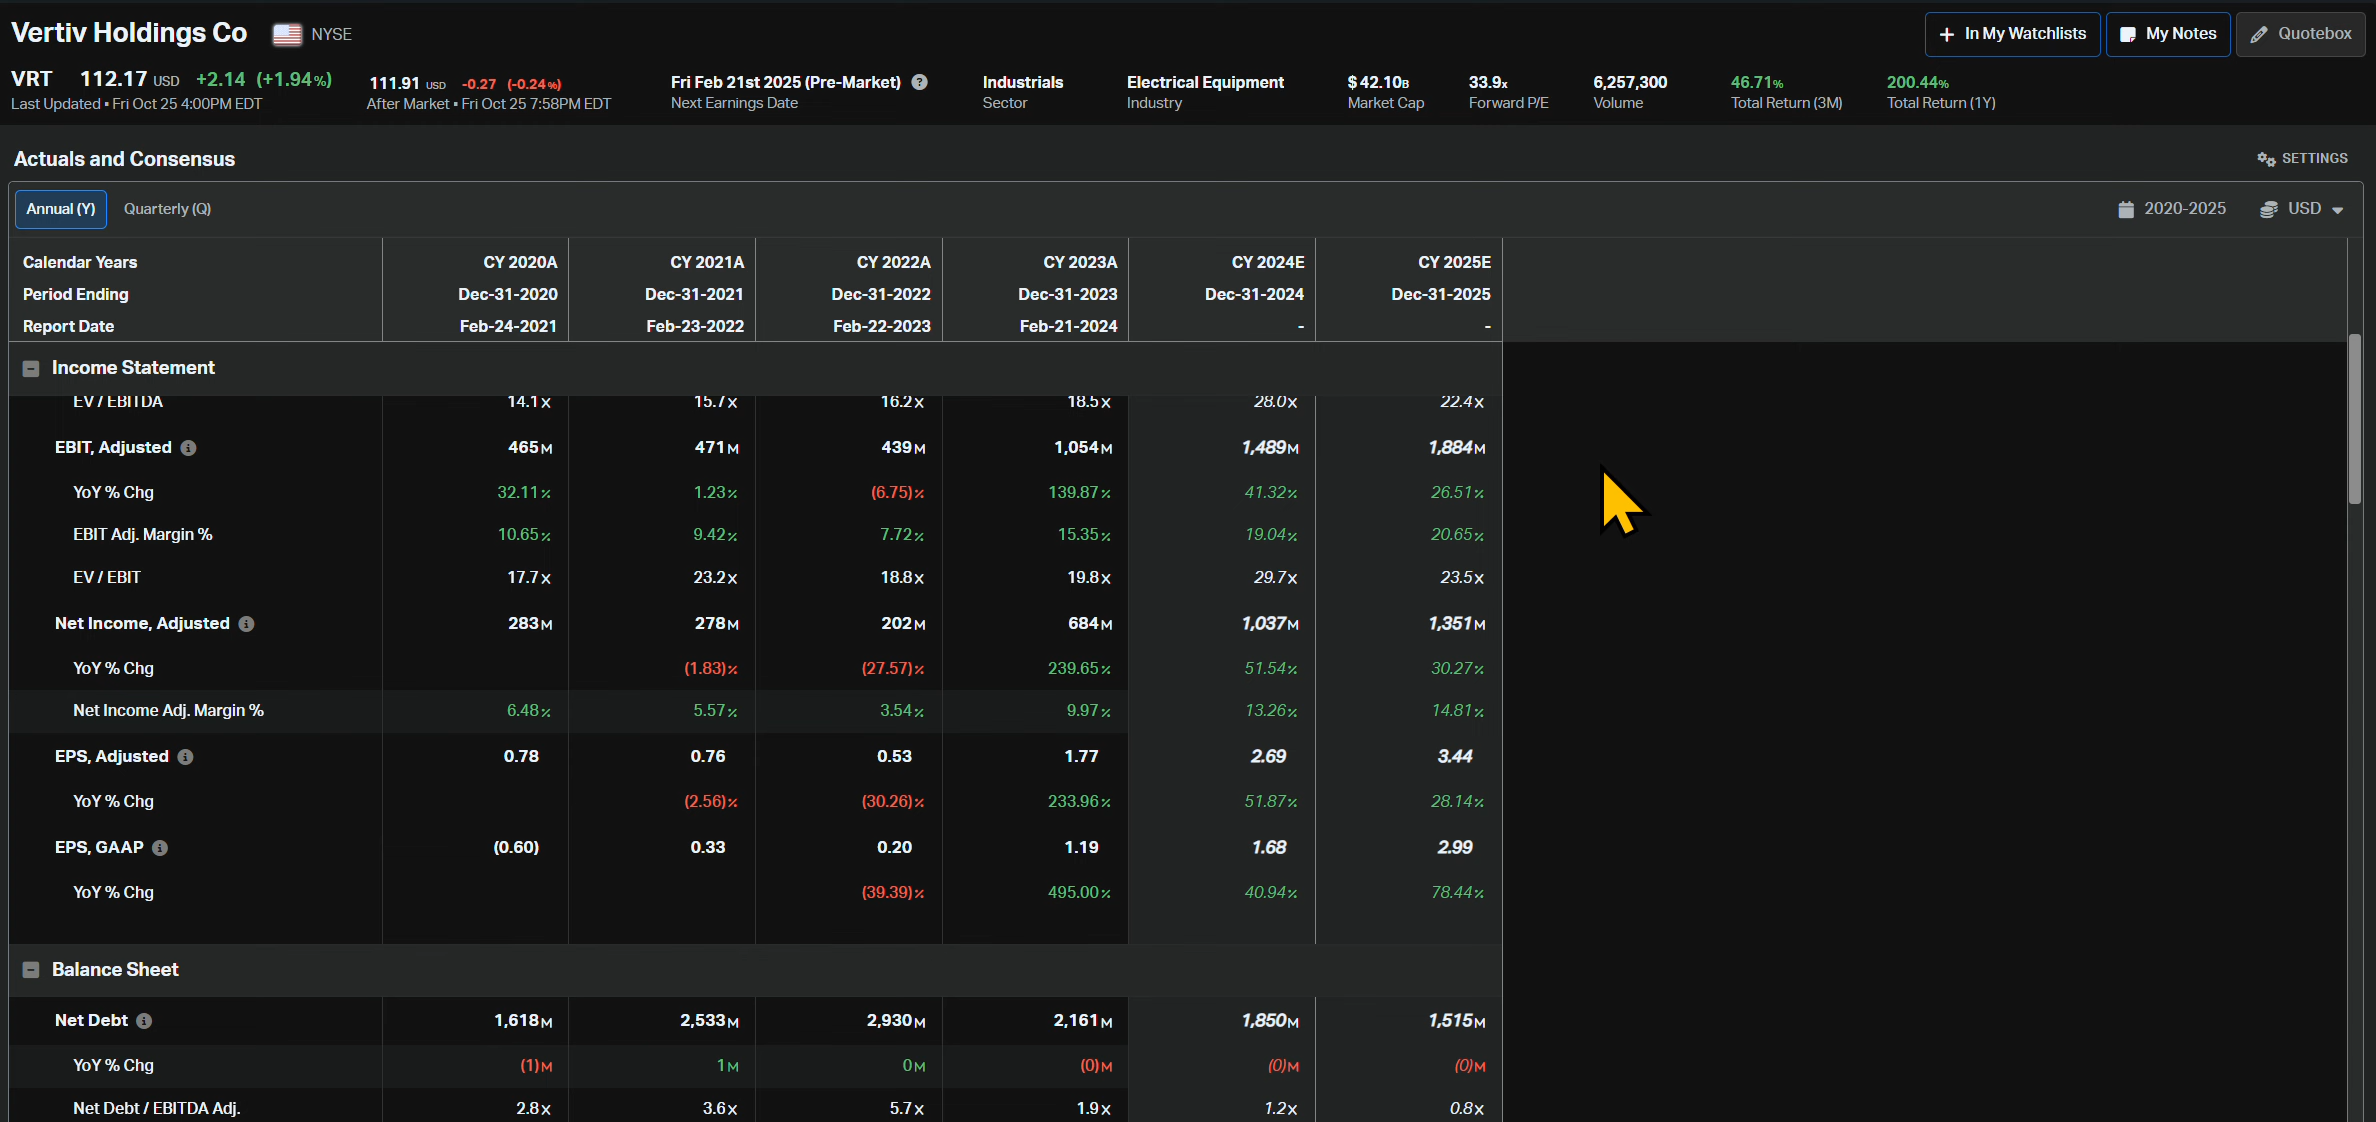 Vertiv Holdings Co NYSE
In My Watchlists My Notes Quotebox
VRT 112.17 USD +2.14 (+1.94%) 111.91 USD -0.27 (-0.24%) Fri Feb 21st 2025 (Pre-Market) Industrials Electrical Equipment $42.10B 33.9x 6,257,300 46.71% 200.44%
Last Updated • Fri Oct 25 4:00PM EDT After Market • Fri Oct 25 7:58PM EDT Next Earnings Date Sector Industry Market Cap Forward P/E Volume Total Return (3M) Total Return (1Y)
Actuals and Consensus SETTINGS
Annual (Y) Quarterly (Q) 2020-2025 USD
Calendar Years CY 2020A CY 2021A CY 2022A CY 2023A CY 2024E CY 2025E
Period Ending Dec-31-2020 Dec-31-2021 Dec-31-2022 Dec-31-2023 Dec-31-2024 Dec-31-2025
Report Date Feb-24-2021 Feb-23-2022 Feb-22-2023 Feb-21-2024 - -
Income Statement
EV / EBITDA 14.1x 15.7x 16.2x 18.5x 28.0x 22.4x
EBIT, Adjusted 465M 471M 439M 1,054M 1,489M 1,884M
YoY % Chg 32.11% 1.23% (6.75)% 139.87% 41.32% 26.51%
EBIT Adj. Margin % 10.65% 9.42% 7.72% 15.35% 19.04% 20.65%
EV / EBIT 17.7x 23.2x 18.8x 19.8x 29.7x 23.5x
Net Income, Adjusted 283M 278M 202M 684M 1,037M 1,351M
YoY % Chg (1.83)% (27.57)% 239.65% 51.54% 30.27%
Net Income Adj. Margin % 6.48% 5.57% 3.54% 9.97% 13.26% 14.81%
EPS, Adjusted 0.78 0.76 0.53 1.77 2.69 3.44
YoY % Chg (2.56)% (30.26)% 233.96% 51.87% 28.14%
EPS, GAAP (0.60) 0.33 0.20 1.19 1.68 2.99
YoY % Chg (39.39)% 495.00% 40.94% 78.44%
Balance Sheet
Net Debt 1,618M 2,533M 2,930M 2,161M 1,850M 1,515M
YoY % Chg (1)M 1M 0M (0)M (0)M (0)M
Net Debt / EBITDA Adj. 2.8x 3.6x 5.7x 1.9x 1.2x 0.8x